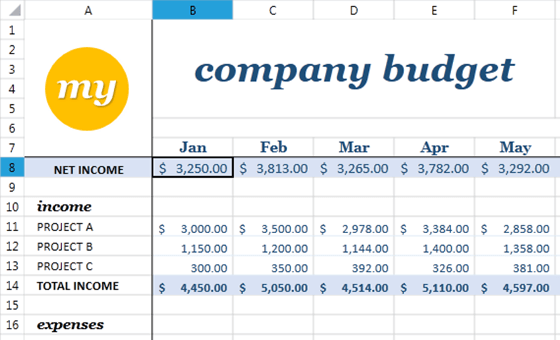 A B C D E F
1
2
3
4
5
6
7
8
9
10
11
12
13
14
15
16
my
company budget
Jan Feb Mar Apr May
NET INCOME $ 3,250.00 $ 3,813.00 $ 3,265.00 $ 3,782.00 $ 3,292.00
income
PROJECT A $ 3,000.00 $ 3,500.00 $ 2,978.00 $ 3,384.00 $ 2,858.00
PROJECT B 1,150.00 1,200.00 1,144.00 1,400.00 1,358.00
PROJECT C 300.00 350.00 392.00 326.00 381.00
TOTAL INCOME $ 4,450.00 $ 5,050.00 $ 4,514.00 $ 5,110.00 $ 4,597.00
expenses